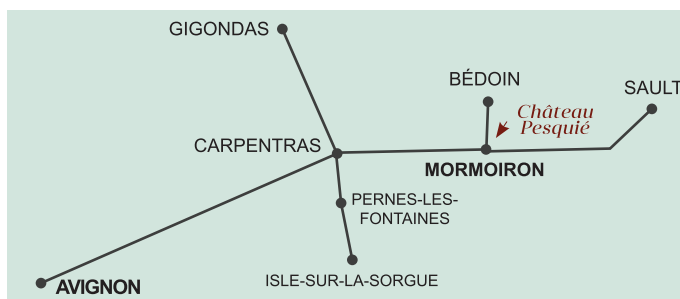 GIGONDAS
BÉDOIN
SAULT
Château
Pesquié
CARPENTRAS
MORMOIRON
PERNES-LES-
FONTAINES
ISLE-SUR-LA-SORGUE
AVIGNON